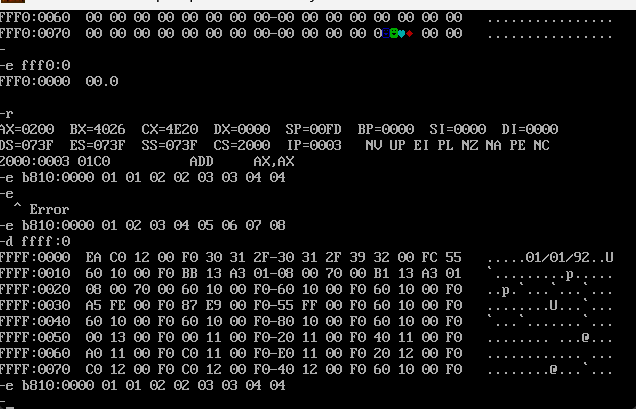 FFF0:0060  00 00 00 00 00 00 00 00-00 00 00 00 00 00 00 00   ................
FFF0:0070  00 00 00 00 00 00 00 00-00 00 00 00 0 00 00   ................
-
-e fff0:0
FFF0:0000  00.0

-r
AX=0200  BX=4026  CX=4E20  DX=0000  SP=00FD  BP=0000  SI=0000  DI=0000
DS=073F  ES=073F  SS=073F  CS=2000  IP=0003   NV UP EI PL NZ NA PE NC
2000:0003 01C0          ADD     AX,AX
-e b810:0000 01 01 02 02 03 03 04 04
-e
  ^ Error
-e b810:0000 01 02 03 04 05 06 07 08
-d ffff:0
FFFF:0000  EA C0 12 00 F0 30 31 2F-30 31 2F 39 32 00 FC 55   .....01/01/92..U
FFFF:0010  60 10 00 F0 BB 13 A3 01-08 00 70 00 B1 13 A3 01   `.........p.....
FFFF:0020  08 00 70 00 60 10 00 F0-60 10 00 F0 60 10 00 F0   ..p.`...`...`...
FFFF:0030  A5 FE 00 F0 87 E9 00 F0-55 FF 00 F0 60 10 00 F0   ........U...`...
FFFF:0040  60 10 00 F0 60 10 00 F0-80 10 00 F0 60 10 00 F0   `...`.......`...
FFFF:0050  00 13 00 F0 00 11 00 F0-20 11 00 F0 40 11 00 F0   ........ ...@...
FFFF:0060  A0 11 00 F0 C0 11 00 F0-E0 11 00 F0 20 12 00 F0   ............ ...
FFFF:0070  C0 12 00 F0 C0 12 00 F0-40 12 00 F0 60 10 00 F0   ........@...`...
-e b810:0000 01 01 02 02 03 03 04 04
-